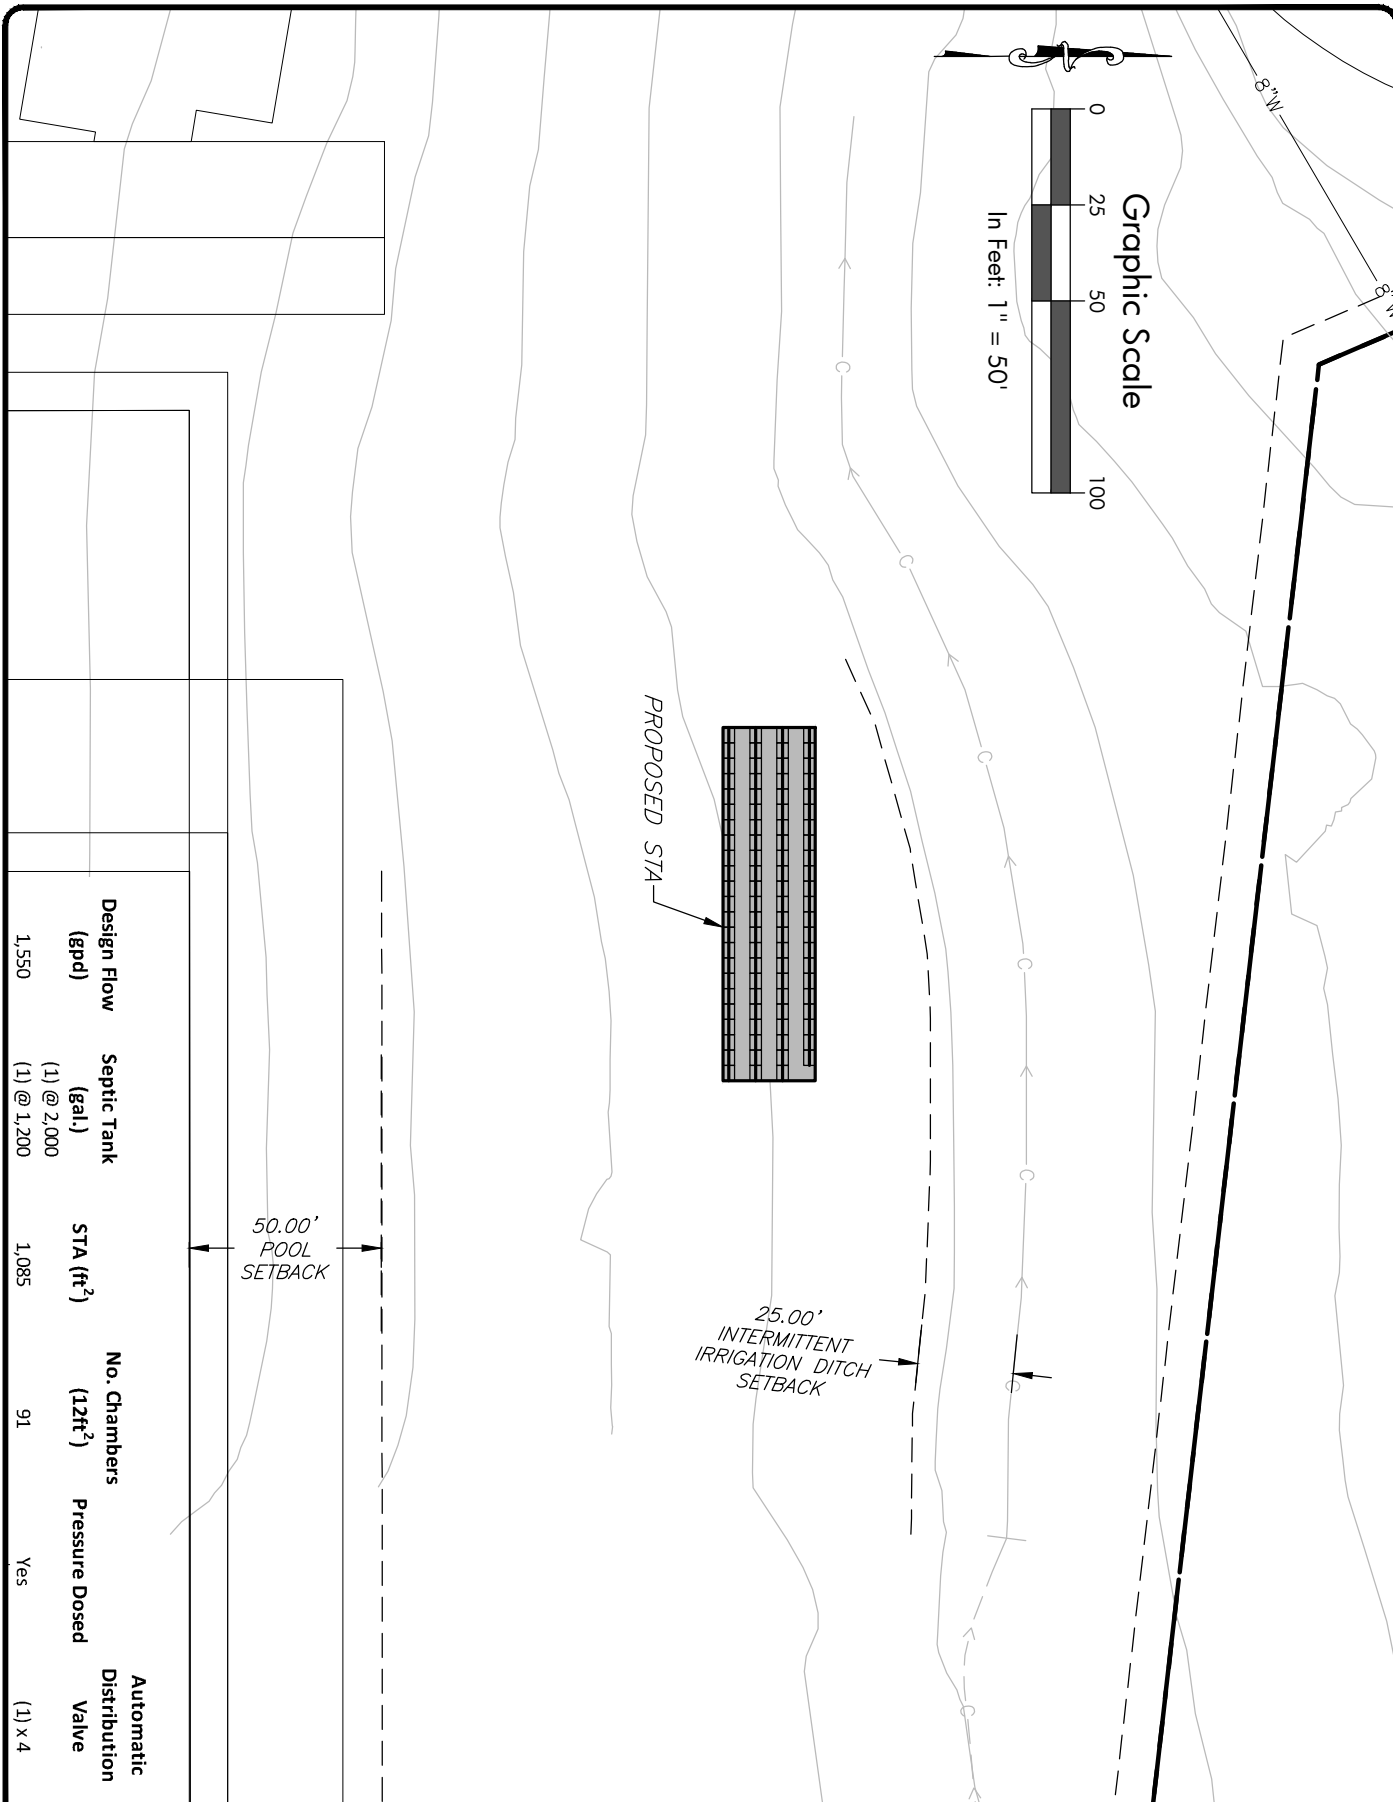 8"W
8"W
Graphic Scale
0
25
50
100
In Feet: 1" = 50'
C
C
C
C
C
C
C
PROPOSED STA
25.00'
INTERMITTENT
IRRIGATION DITCH
SETBACK
50.00'
POOL
SETBACK
Design Flow
(gpd)
1,550
Septic Tank
(gal.)
(1) @ 2,000
(1) @ 1,200
STA (ft²)
1,085
No. Chambers
(12ft²)
91
Pressure Dosed
Yes
Automatic
Distribution
Valve
(1) x 4